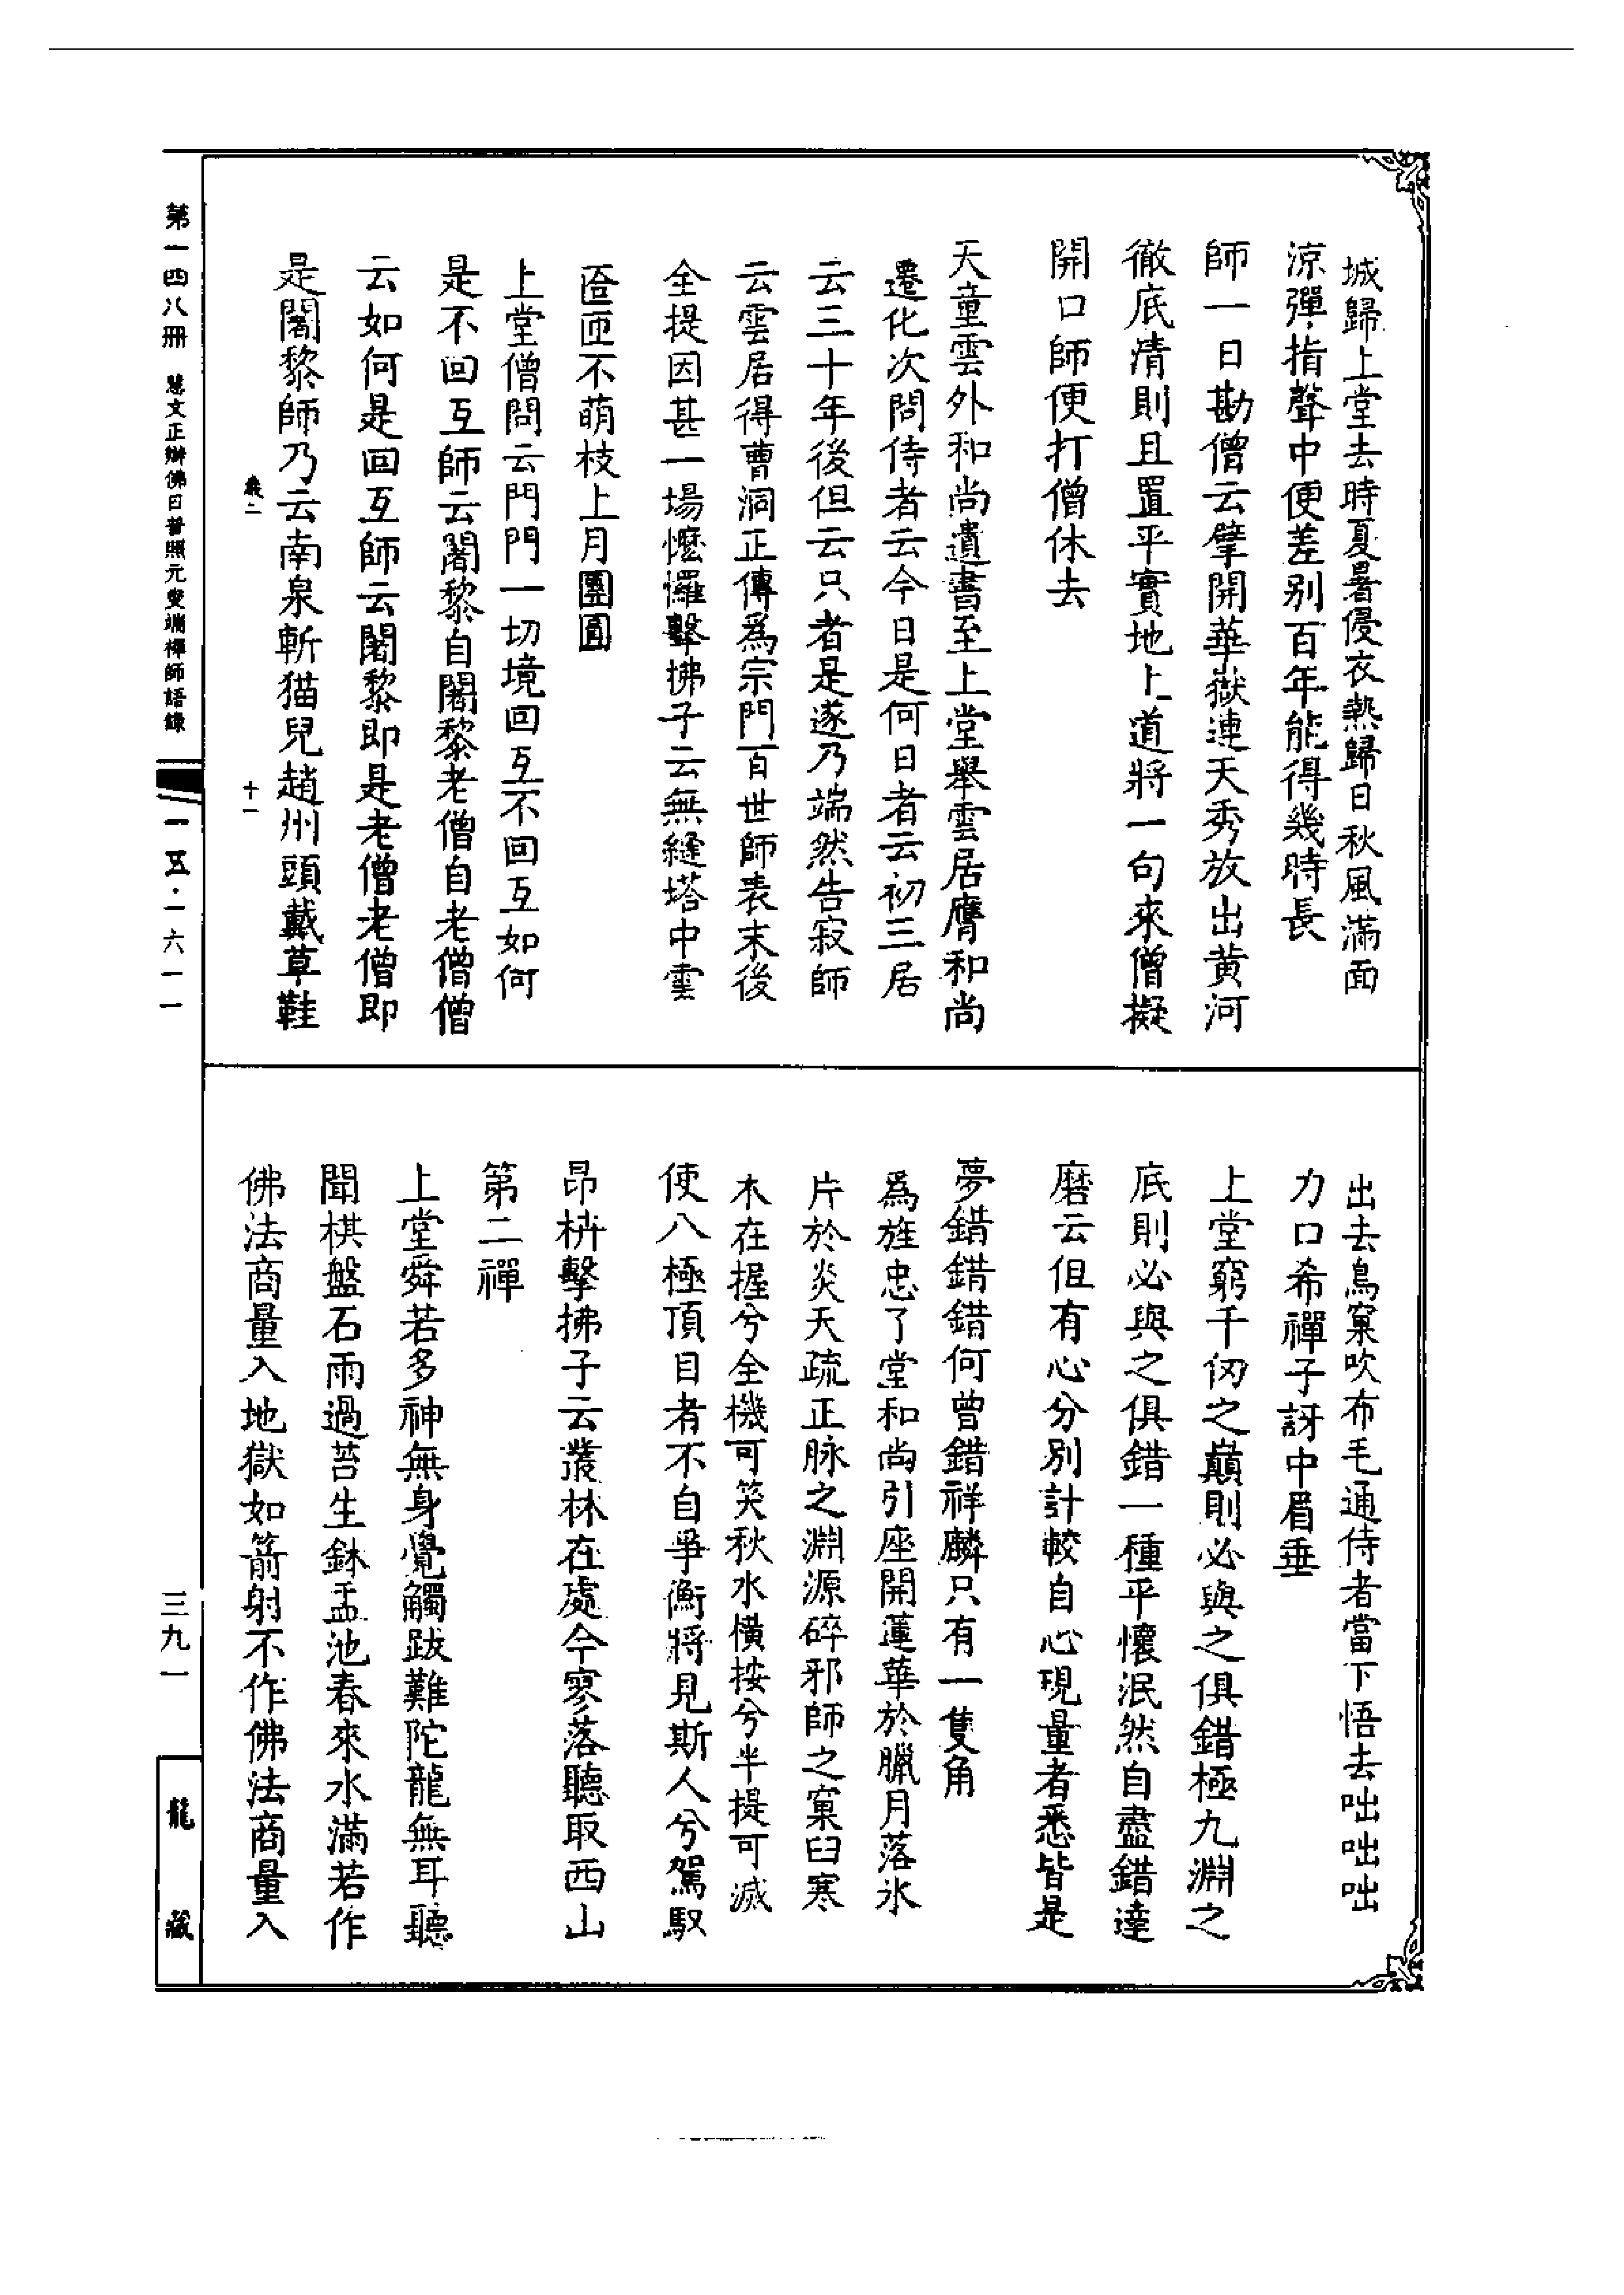 城歸上堂去時夏暑侵衣熱歸日秋風滿面
涼彈指聲中便差别百年能得幾時長
師一日勘僧云擘開華嶽連天秀放出黄河
徹底清則且置平實地上道將一句來僧擬
開口師便打僧休去
天童雲外和尚遺書至上堂舉雲居膺和尚
遷化次問侍者云今日是何日者云初三居
云三十年後但云只者是遂乃端然告寂師
云雲居得曹洞正傳爲宗門百世師表末後
全提因甚一場懡㦬擊拂子云無縫塔中雲
匼匝不萌枝上月團圓
上堂僧問云門門一切境回互不回互如何
是不回互師云闍黎自闍黎老僧自老僧僧
云如何是回互師云闍黎即是老僧老僧即
是闍黎師乃云南泉斬猫兒趙州頭戴草鞋
出去鳥窠吹布毛通侍者當下悟去咄咄咄
力口希禪子訝中眉垂
上堂窮千仞之巔則必與之俱錯極九淵之
底則必與之俱錯一種平懷泯然自盡錯達
磨云但有心分別計較自心現量者悉皆是
夢錯錯錯何曾錯祥麟只有一隻角
爲旌忠了堂和尚引座開蓮華於臘月落氷
片於炎天疏正脉之淵源碎邪師之窠臼寒
木在握兮全機可笑秋水横按兮半提可滅
使八極頂目者不自爭衡將見斯人兮駕馭
昂枿擊拂子云叢林在處今寥落聽取西山
第二禪
上堂舜若多神無身覺觸跋難陀龍無耳聽
聞棋盤石雨過苔生鉢盂池春來水滿若作
佛法商量入地獄如箭射不作佛法商量入
第一四八冊 慧文正辯佛日普照元叟端禪師語錄
二 十一
一五·一六一一
三九一
龍藏